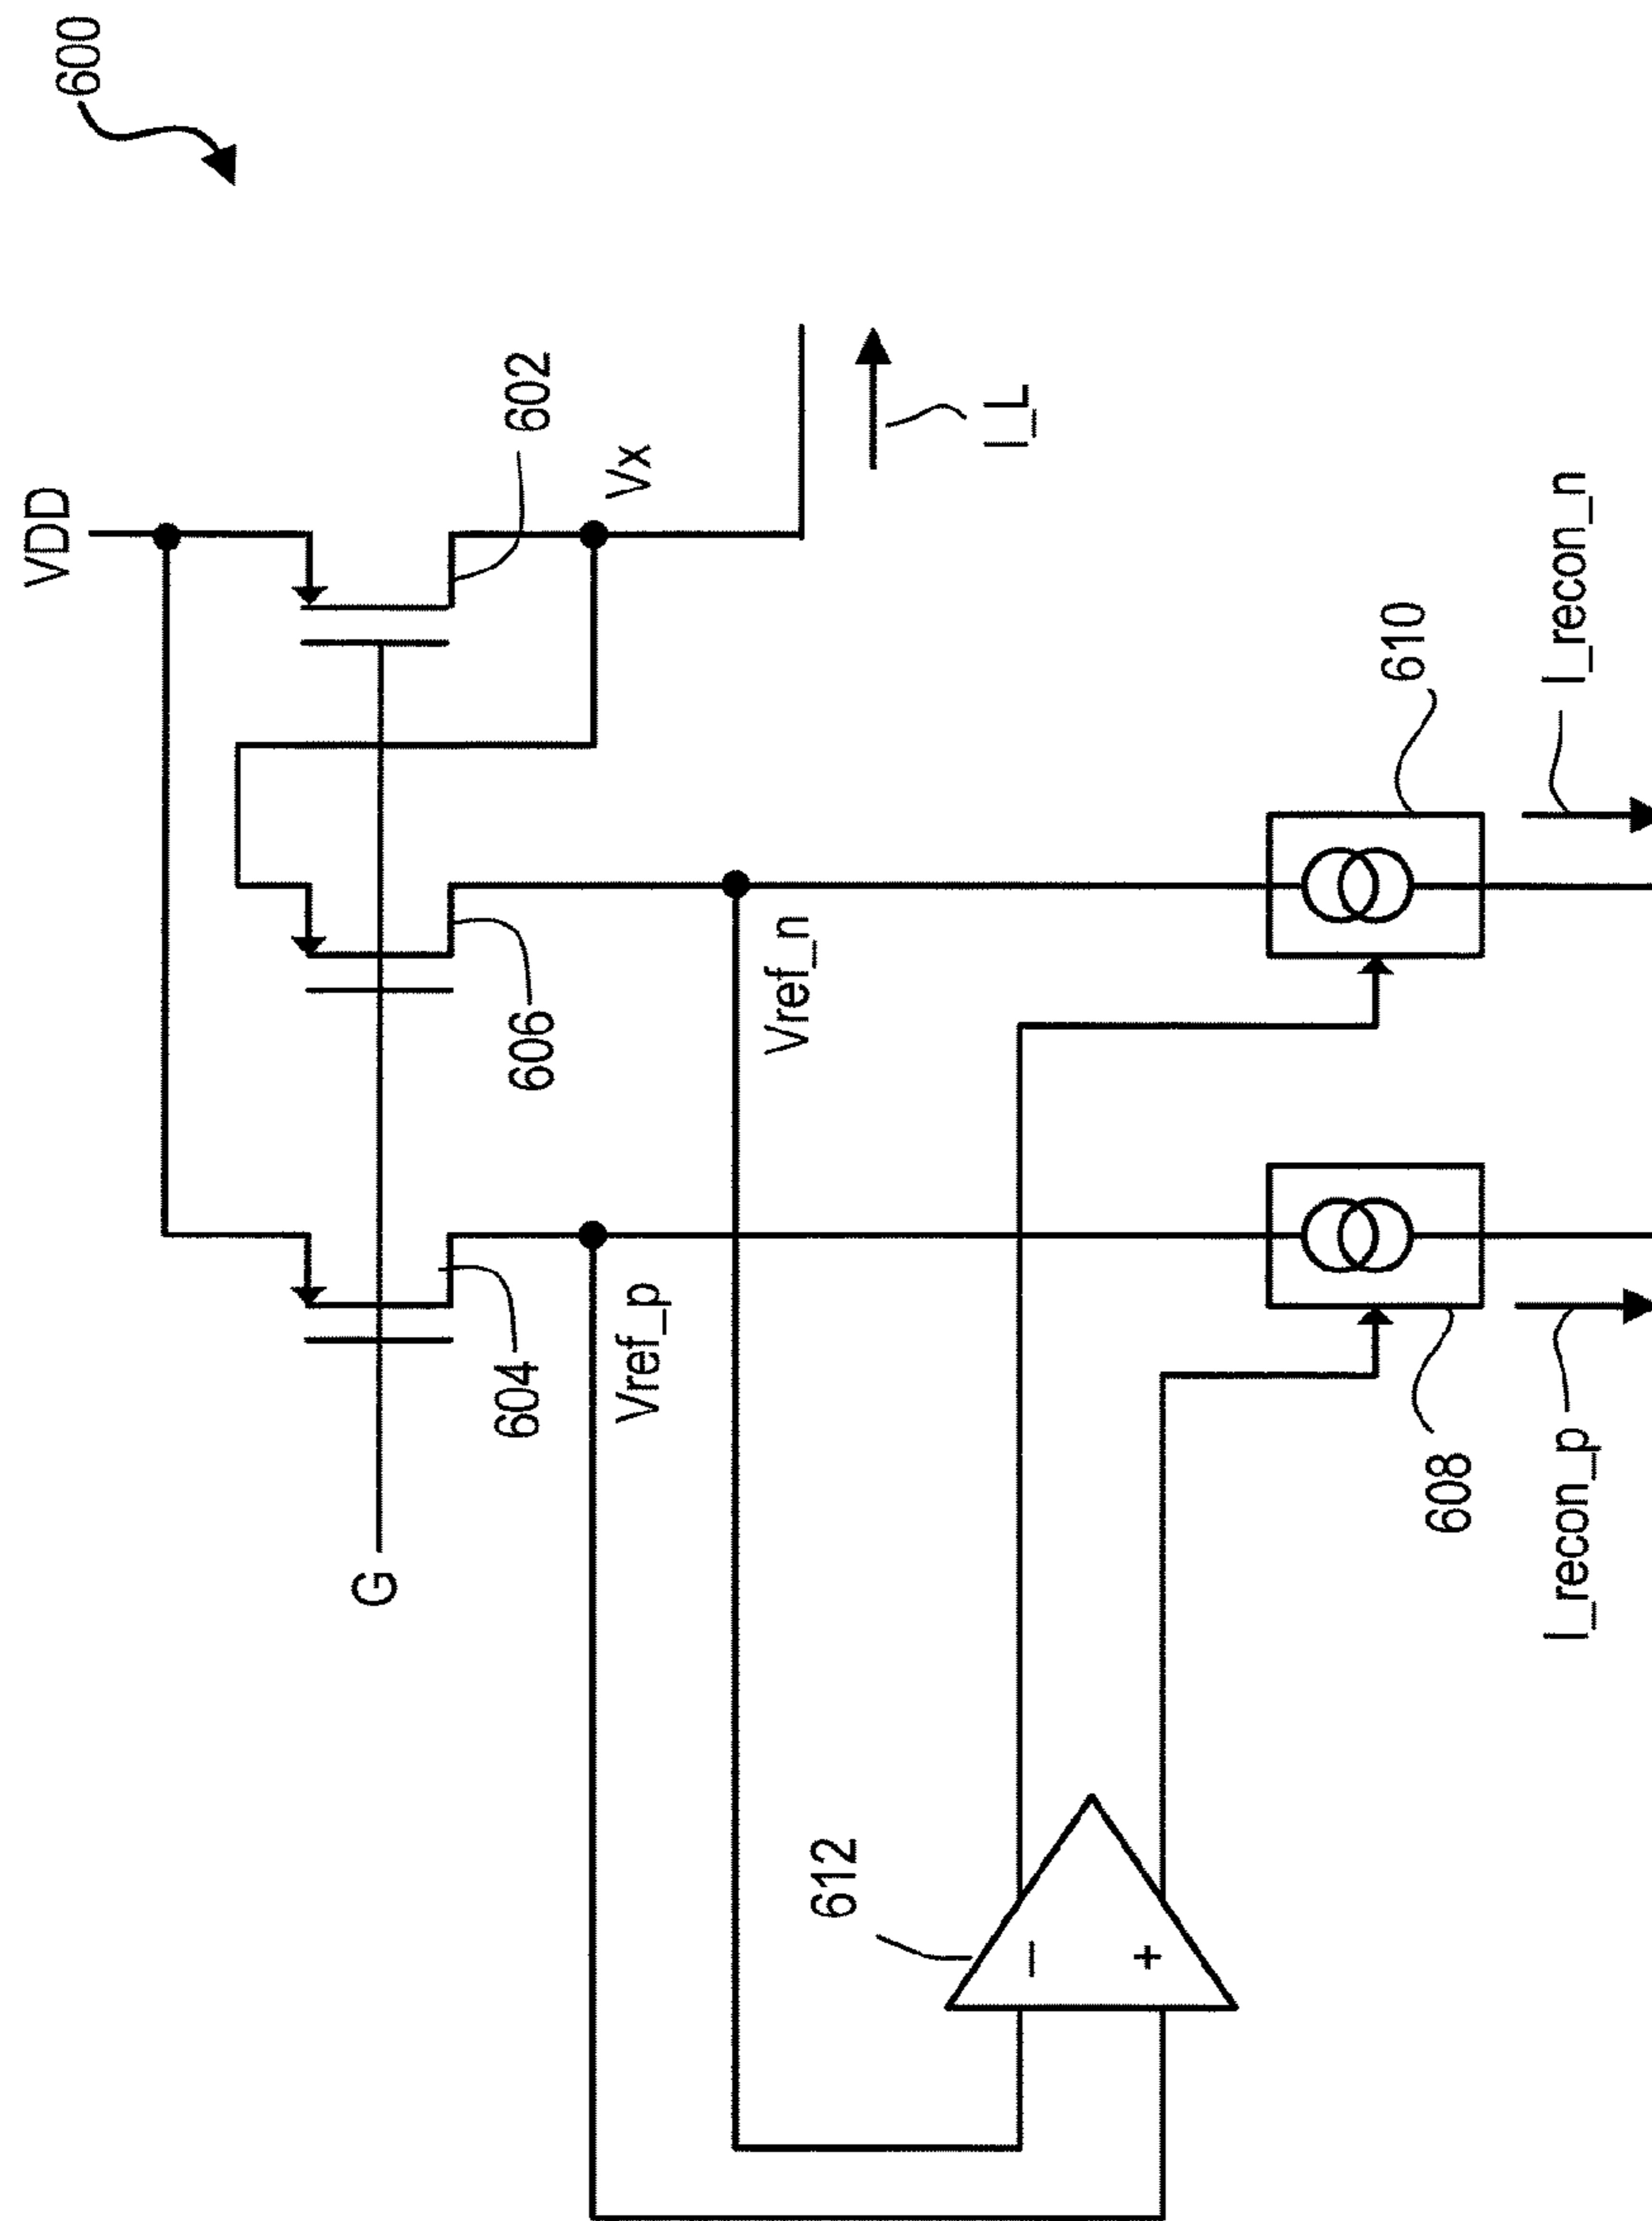 600
VDD
602
Vx
I_L
606
Vref_n
604
Vref_p
G
610
I_recon_n
608
I_recon_p
612
−
+